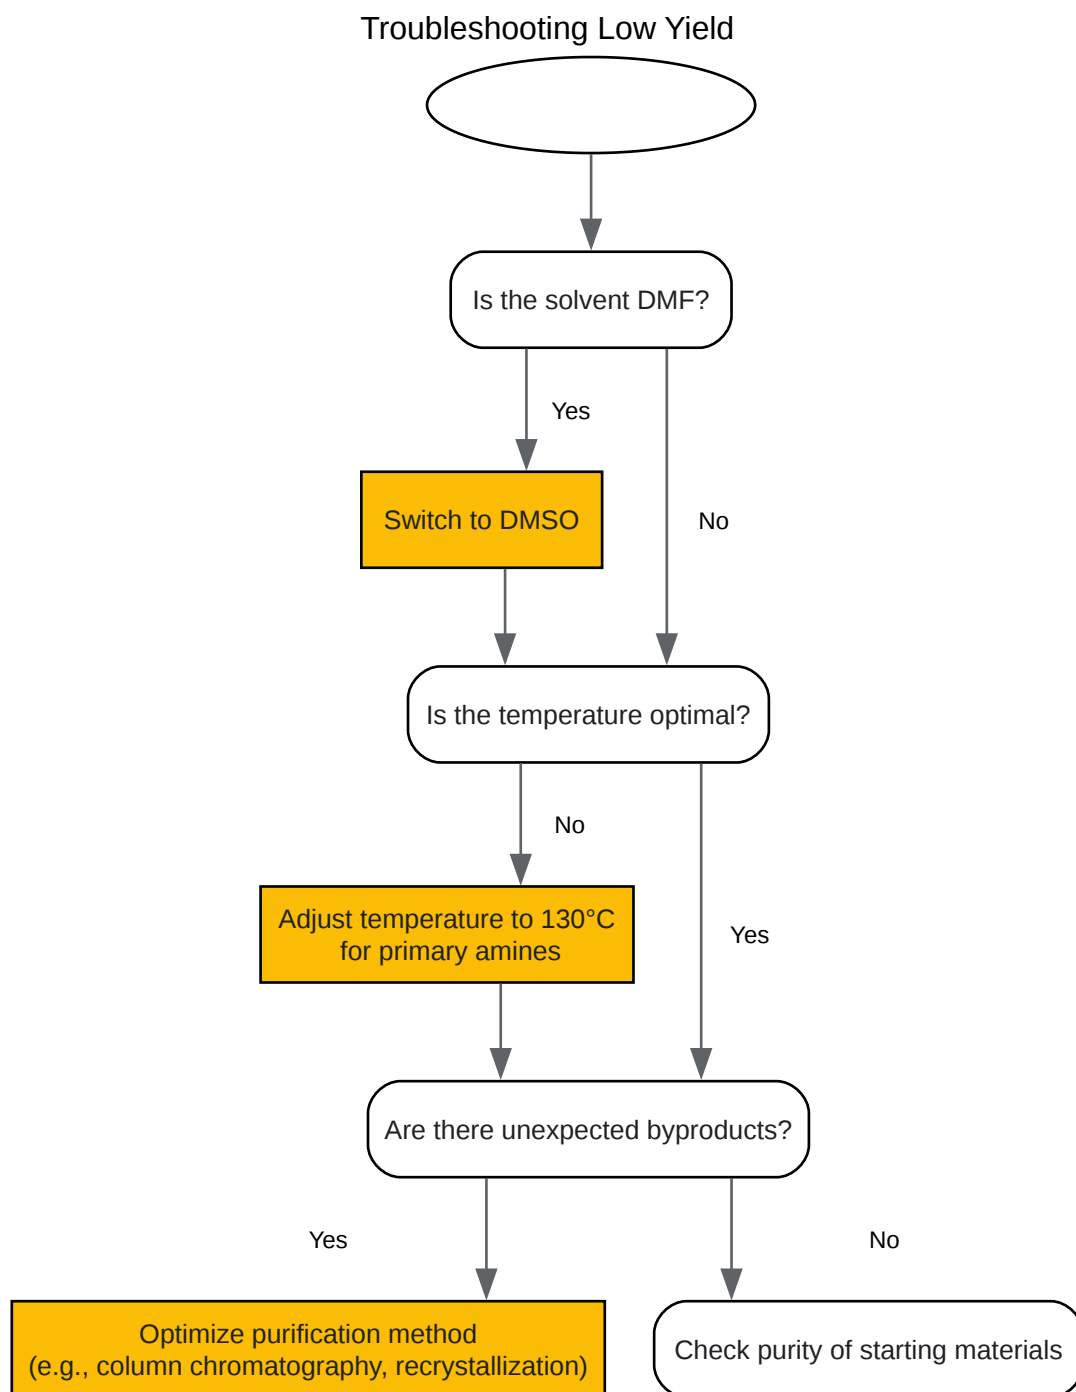 Troubleshooting Low Yield
Is the solvent DMF?
Yes
Switch to DMSO
No
Is the temperature optimal?
No
Adjust temperature to 130°C
for primary amines
Yes
Are there unexpected byproducts?
Yes
No
Optimize purification method
(e.g., column chromatography, recrystallization)
Check purity of starting materials